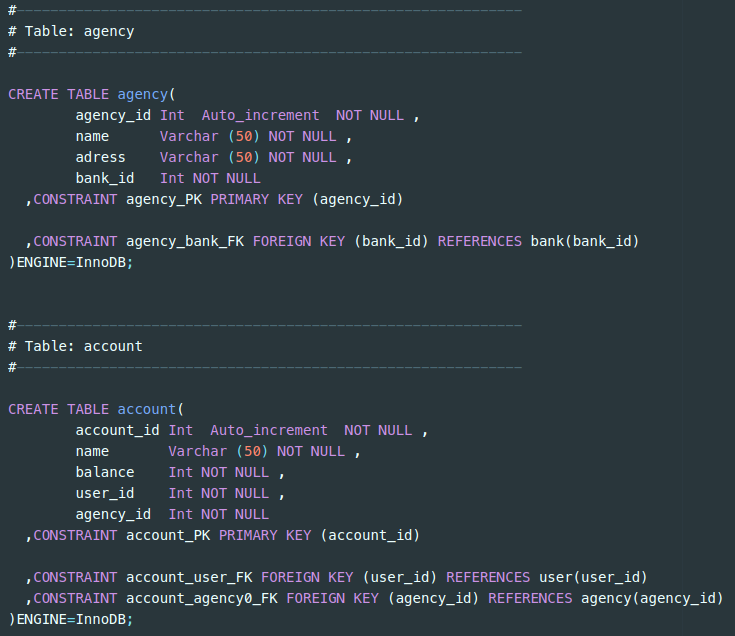 #------------------------------------------------------------
# Table: agency
#------------------------------------------------------------
CREATE TABLE agency(
        agency_id Int  Auto_increment  NOT NULL ,
        name      Varchar (50) NOT NULL ,
        adress    Varchar (50) NOT NULL ,
        bank_id   Int NOT NULL
  ,CONSTRAINT agency_PK PRIMARY KEY (agency_id)
  ,CONSTRAINT agency_bank_FK FOREIGN KEY (bank_id) REFERENCES bank(bank_id)
)ENGINE=InnoDB;
#------------------------------------------------------------
# Table: account
#------------------------------------------------------------
CREATE TABLE account(
        account_id Int  Auto_increment  NOT NULL ,
        name       Varchar (50) NOT NULL ,
        balance    Int NOT NULL ,
        user_id    Int NOT NULL ,
        agency_id  Int NOT NULL
  ,CONSTRAINT account_PK PRIMARY KEY (account_id)
  ,CONSTRAINT account_user_FK FOREIGN KEY (user_id) REFERENCES user(user_id)
  ,CONSTRAINT account_agency0_FK FOREIGN KEY (agency_id) REFERENCES agency(agency_id)
)ENGINE=InnoDB;